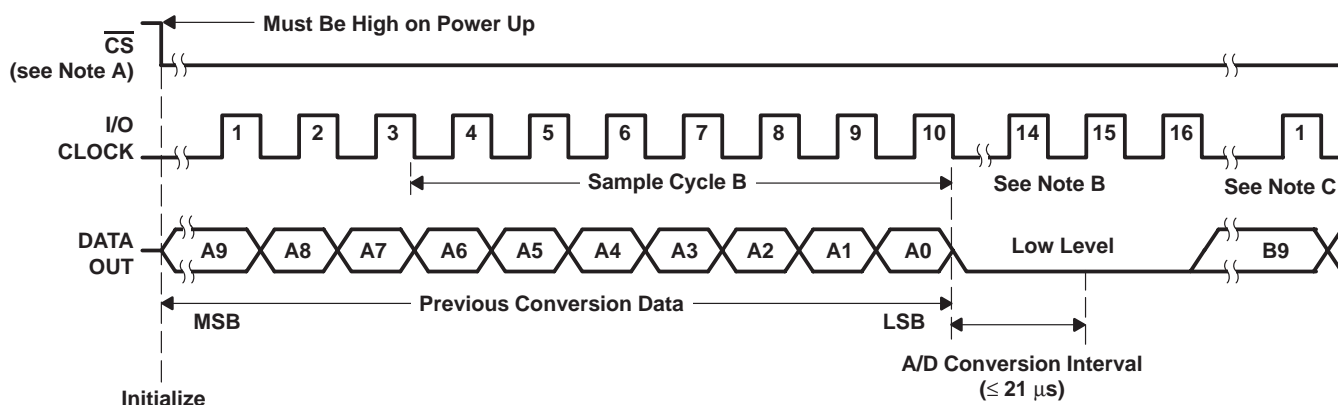 Must Be High on Power Up
CS
(see Note A)
I/O
CLOCK
1 2 3 4 5 6 7 8 9 10 14 15 16 1
Sample Cycle B
See Note B
See Note C
DATA
OUT
A9 A8 A7 A6 A5 A4 A3 A2 A1 A0
Low Level
B9
Previous Conversion Data
MSB
LSB
A/D Conversion Interval
(≤ 21 μs)
Initialize